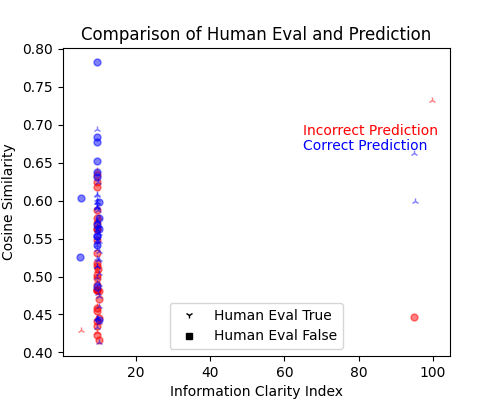 Comparison of Human Eval and Prediction
0.80
0.75
0.70
0.65
0.60
0.55
0.50
0.45
0.40
Cosine Similarity
Incorrect Prediction
Correct Prediction
Human Eval True
Human Eval False
20
40
60
80
100
Information Clarity Index